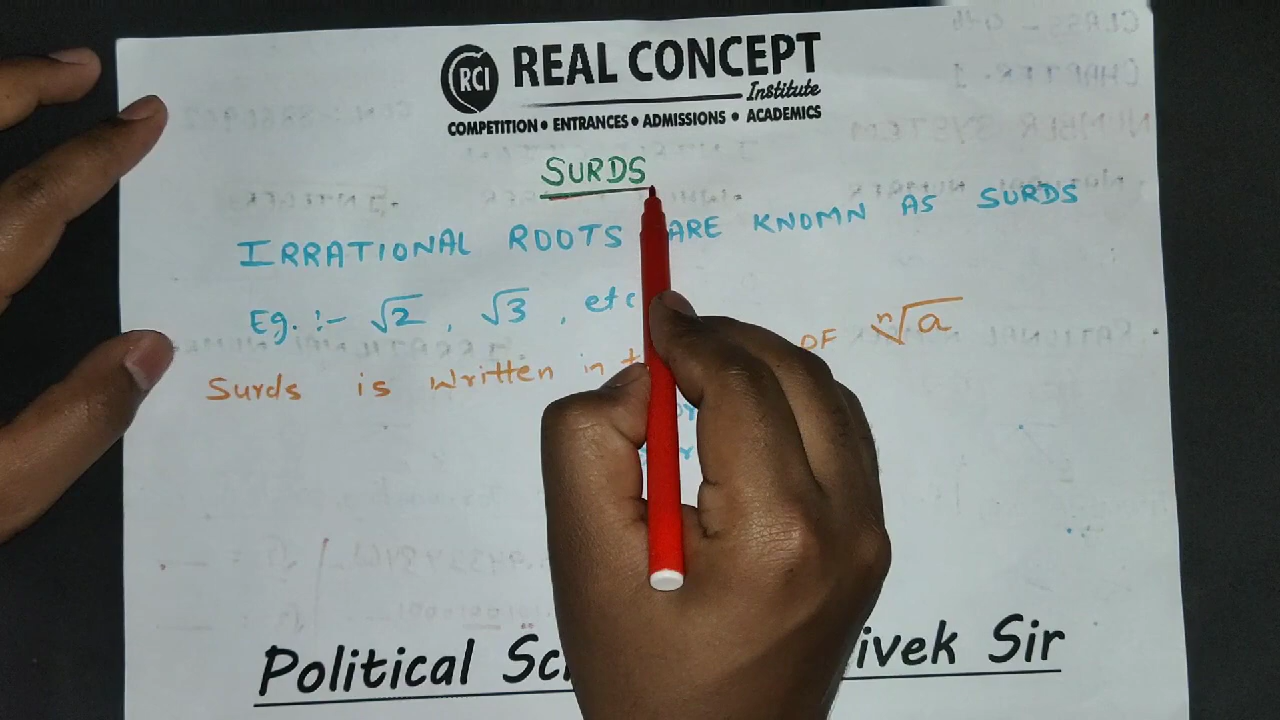 RCI REAL CONCEPT
Institute
COMPETITION • ENTRANCES • ADMISSIONS • ACADEMICS
SURDS
IRRATIONAL ROOTS ARE KNOMN AS SURDS
Eg. :- √2 , √3 , etc
Surds is written in OF ⁿ√a
Political Sir